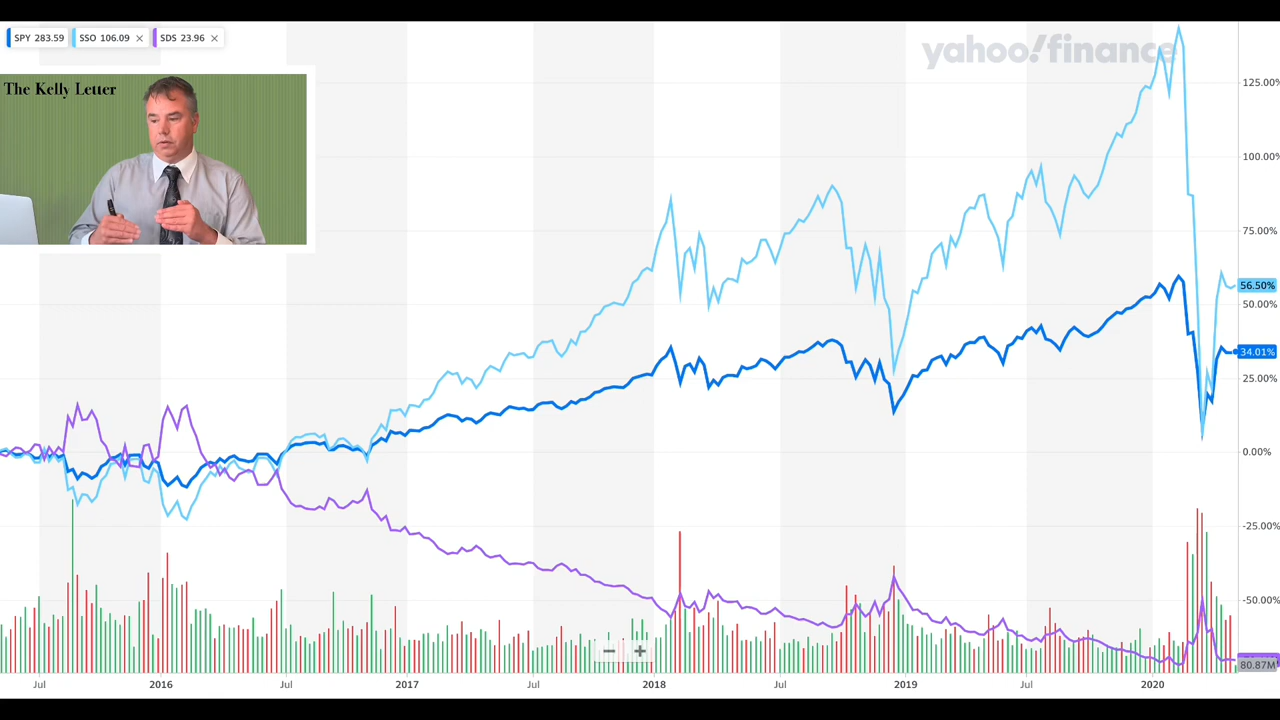 SPY 283.59 SSO 106.09 × SDS 23.96 ×
yahoo!finance
The Kelly Letter
125.00%
100.00%
75.00%
56.50%
50.00%
34.01%
25.00%
0.00%
-25.00%
-50.00%
80.87M
− +
Jul 2016 Jul 2017 Jul 2018 Jul 2019 Jul 2020